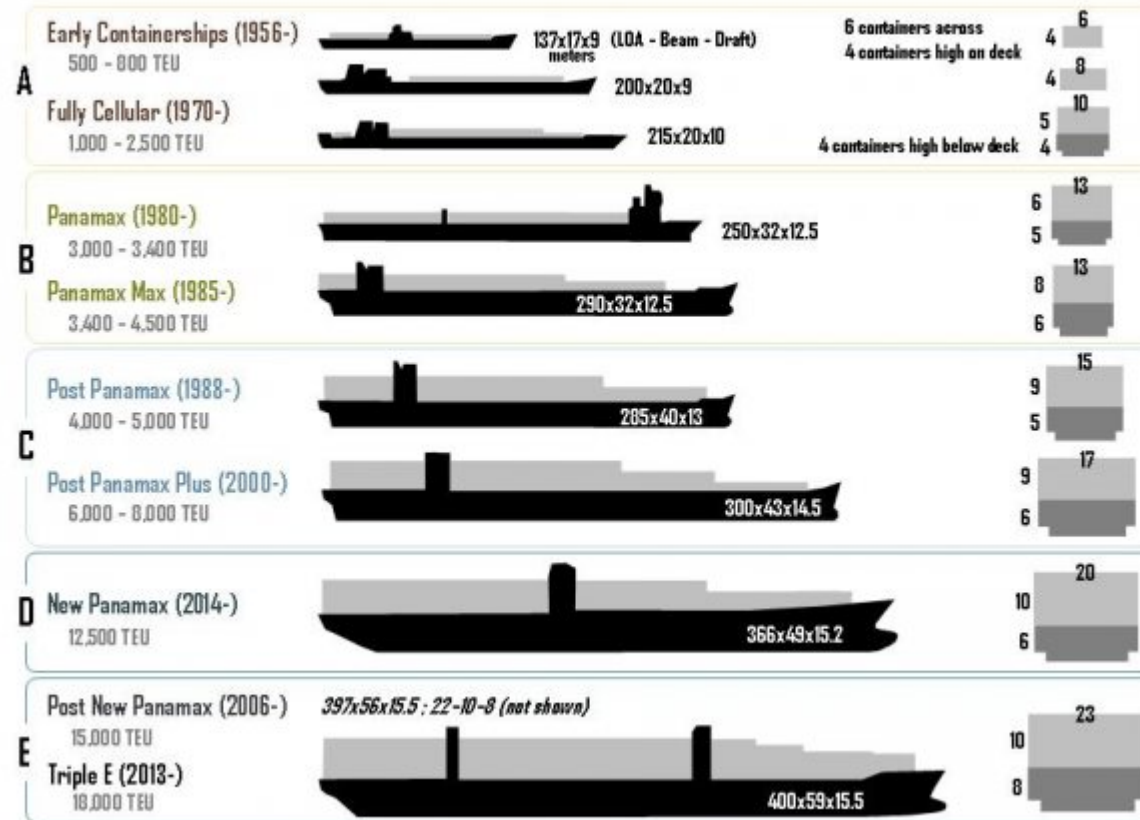 A
Early Containerships (1956-)
500 - 800 TEU
137x17x9 (LOA - Beam - Draft)
meters
200x20x9
6 containers across
4 containers high on deck
6
4
8
4
Fully Cellular (1970-)
1,000 - 2,500 TEU
215x20x10
4 containers high below deck
10
5
4
B
Panamax (1980-)
3,000 - 3,400 TEU
250x32x12.5
13
6
5
Panamax Max (1985-)
3,400 - 4,500 TEU
290x32x12.5
13
8
6
C
Post Panamax (1988-)
4,000 - 5,000 TEU
285x40x13
15
9
5
Post Panamax Plus (2000-)
6,000 - 8,000 TEU
300x43x14.5
17
9
6
D
New Panamax (2014-)
12,500 TEU
366x49x15.2
20
10
6
E
Post New Panamax (2006-)
15,000 TEU
397x56x15.5 ; 22-10-8 (not shown)
Triple E (2013-)
18,000 TEU
400x59x15.5
23
10
8